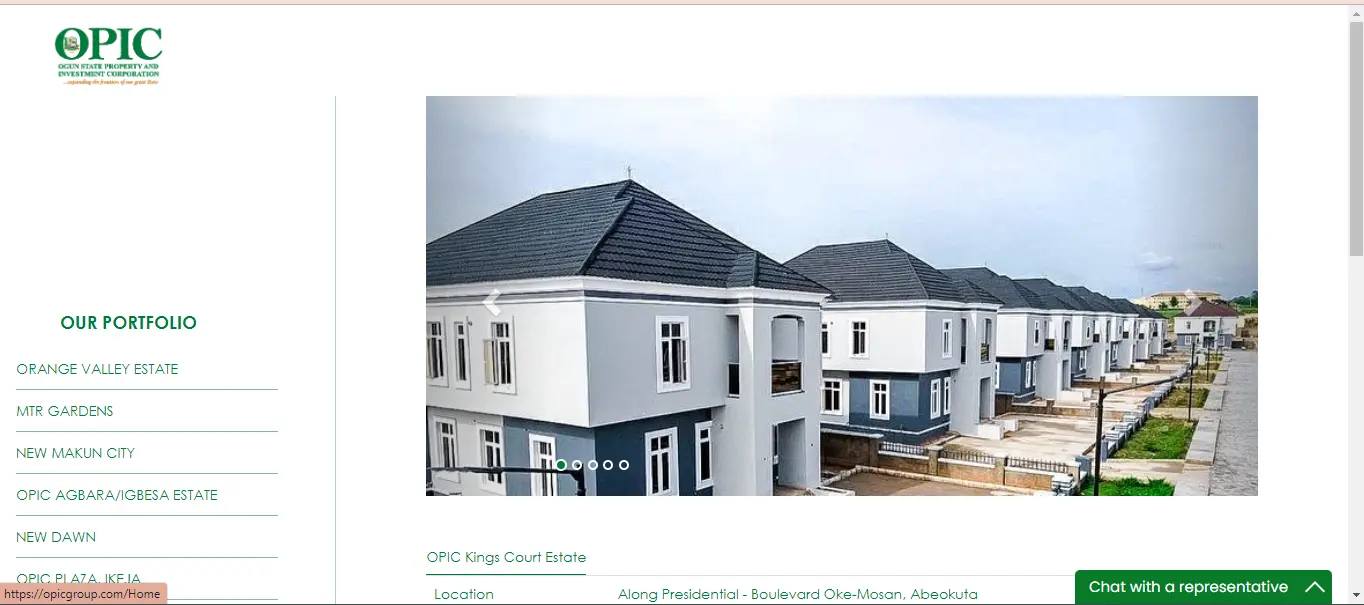 OPIC
OGUN STATE PROPERTY AND
INVESTMENT CORPORATION
...expanding the frontiers of our great State
OUR PORTFOLIO
ORANGE VALLEY ESTATE
MTR GARDENS
NEW MAKUN CITY
OPIC AGBARA/IGBESA ESTATE
NEW DAWN
OPIC PLAZA, IKEJA
https://opicgroup.com/Home
OPIC Kings Court Estate
Location Along Presidential - Boulevard Oke-Mosan, Abeokuta
Chat with a representative